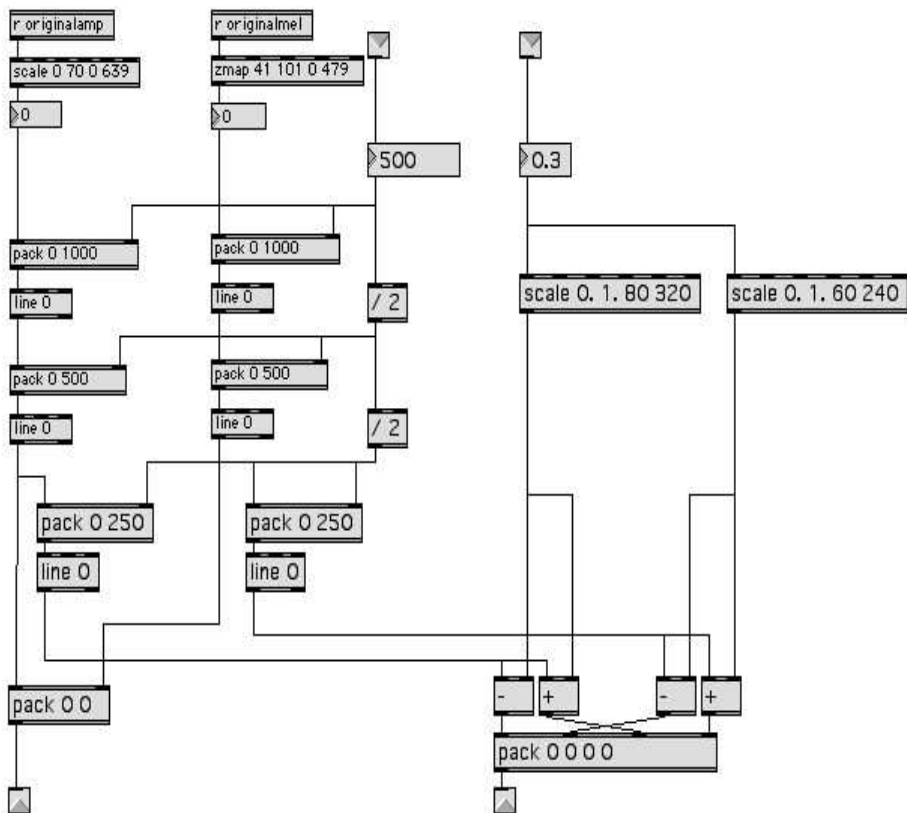 r originalamp
r originalmel
scale 0 70 0 639
zmap 41 101 0 479
0
0
500
0.3
pack 0 1000
pack 0 1000
line 0
line 0
/ 2
scale 0. 1. 80 320
scale 0. 1. 60 240
pack 0 500
pack 0 500
line 0
line 0
/ 2
pack 0 250
pack 0 250
line 0
line 0
pack 0 0
-
+
-
+
pack 0 0 0 0